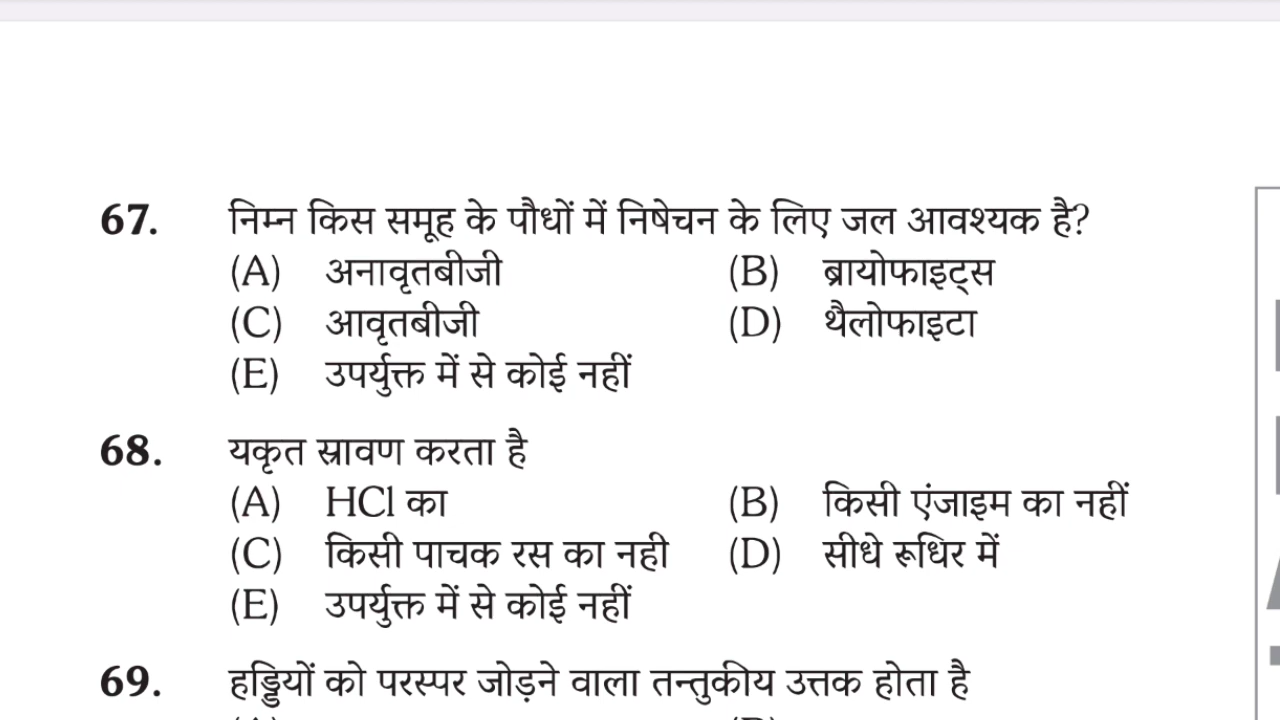 67. निम्न किस समूह के पौधों में निषेचन के लिए जल आवश्यक है?
(A) अनावृतबीजी (B) ब्रायोफाइट्स
(C) आवृतबीजी (D) थैलोफाइटा
(E) उपर्युक्त में से कोई नहीं
68. यकृत स्रावण करता है
(A) HCl का (B) किसी एंजाइम का नहीं
(C) किसी पाचक रस का नही (D) सीधे रूधिर में
(E) उपर्युक्त में से कोई नहीं
69. हड्डियों को परस्पर जोड़ने वाला तन्तुकीय उत्तक होता है